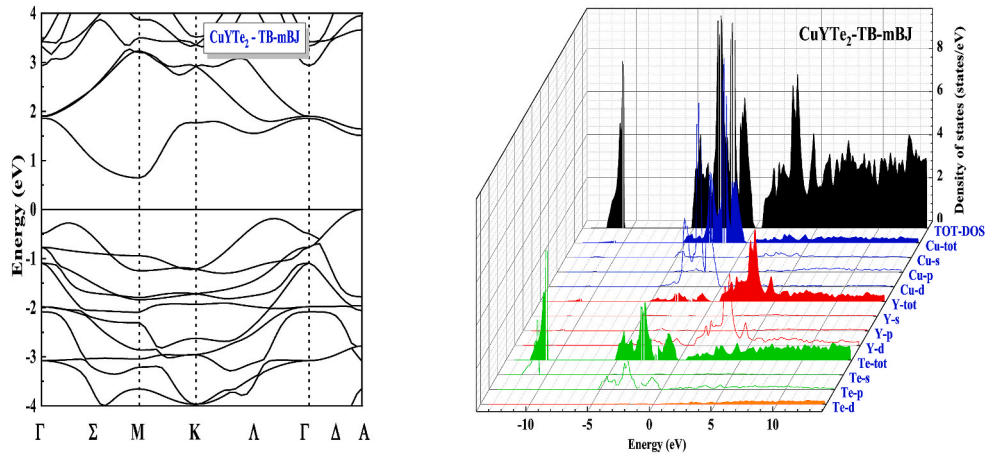 4
3
2
1
0
-1
-2
-3
-4
Energy (eV)
CuYTe₂ - TB-mBJ
Γ Σ M K Λ Γ Δ A
CuYTe₂-TB-mBJ
8
6
4
2
0
Density of states (states/eV)
TOT-DOS
Cu-tot
Cu-s
Cu-p
Cu-d
Y-tot
Y-s
Y-p
Y-d
Te-tot
Te-s
Te-p
Te-d
-10 -5 0 5 10
Energy (eV)